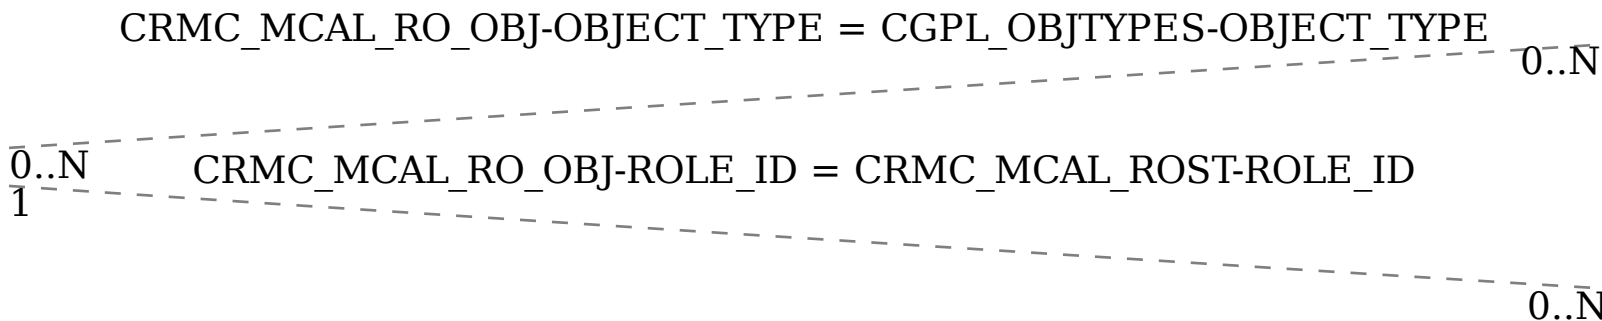 CRMC_MCAL_RO_OBJ-OBJECT_TYPE = CGPL_OBJTYPES-OBJECT_TYPE
0..N
0..N
CRMC_MCAL_RO_OBJ-ROLE_ID = CRMC_MCAL_ROST-ROLE_ID
1
0..N